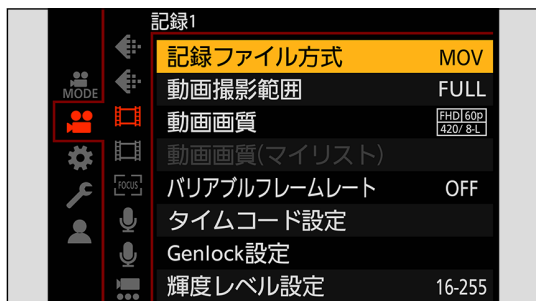 記録1
MODE
記録ファイル方式 MOV
動画撮影範囲 FULL
動画画質 FHD 60p 420/ 8-L
動画画質(マイリスト)
FOCUS
バリアブルフレームレート OFF
タイムコード設定
Genlock設定
輝度レベル設定 16-255